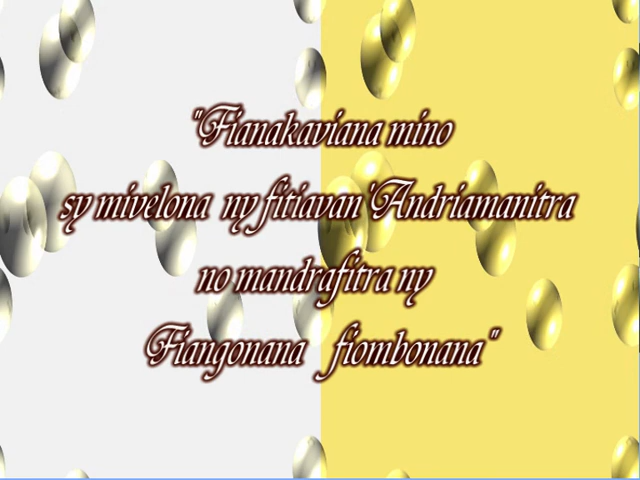 "Fianakaviana mino
sy mivelona ny fitiavan'Andriamanitra
no mandrafitra ny
Fiangonana fiombonana"